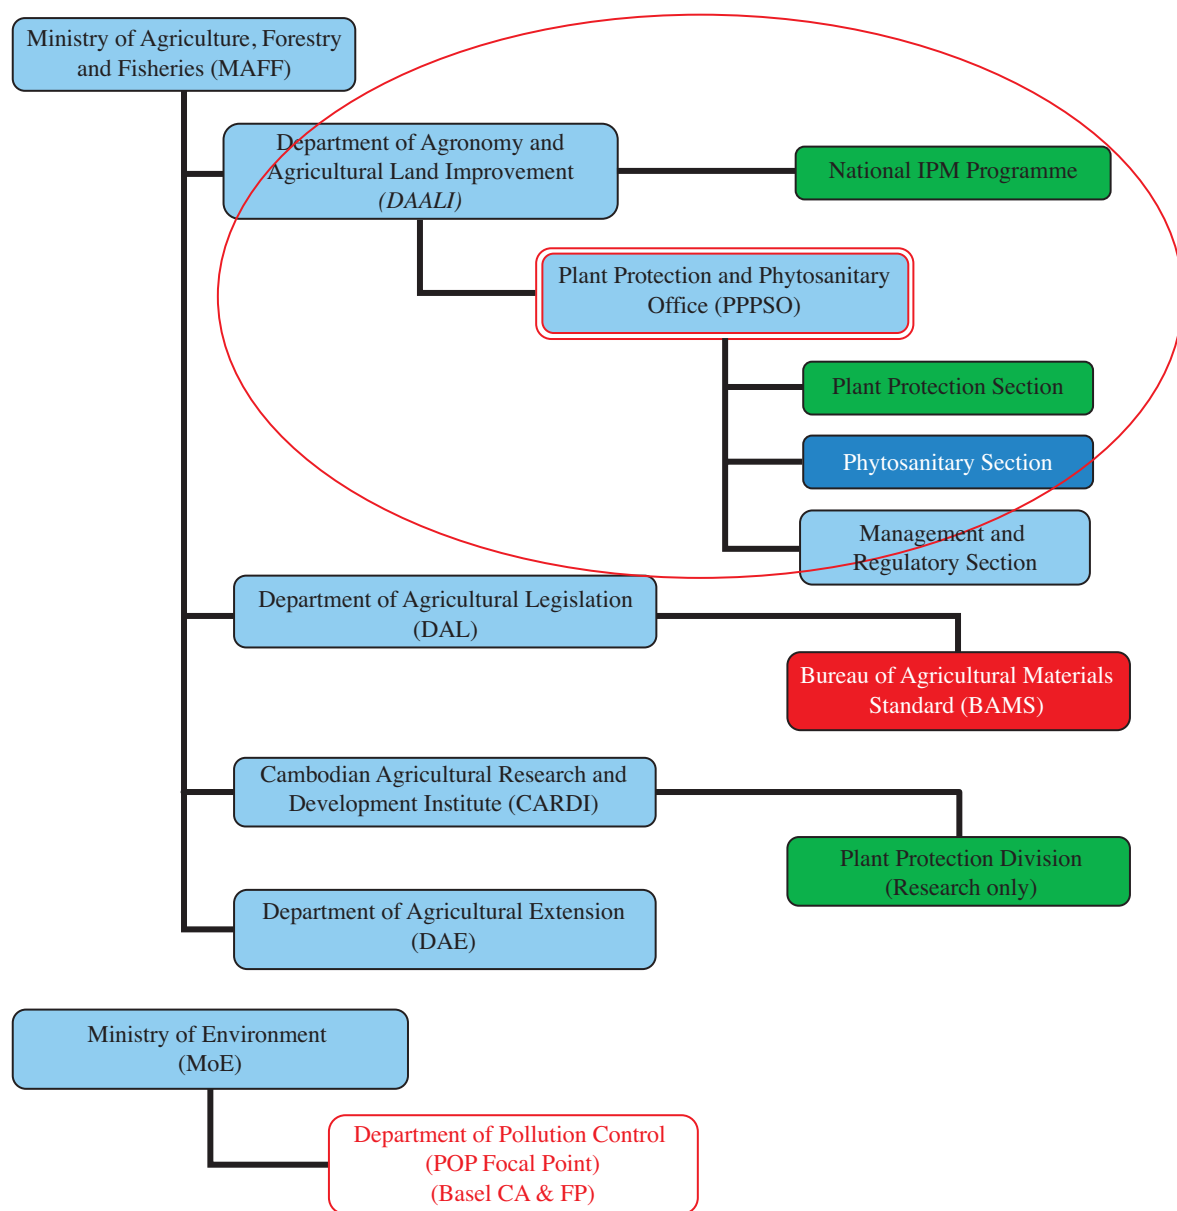 Ministry of Agriculture, Forestry
and Fisheries (MAFF)
Department of Agronomy and
Agricultural Land Improvement
(DAALI)
National IPM Programme
Plant Protection and Phytosanitary
Office (PPPSO)
Plant Protection Section
Phytosanitary Section
Management and
Regulatory Section
Department of Agricultural Legislation
(DAL)
Bureau of Agricultural Materials
Standard (BAMS)
Cambodian Agricultural Research and
Development Institute (CARDI)
Plant Protection Division
(Research only)
Department of Agricultural Extension
(DAE)
Ministry of Environment
(MoE)
Department of Pollution Control
(POP Focal Point)
(Basel CA & FP)